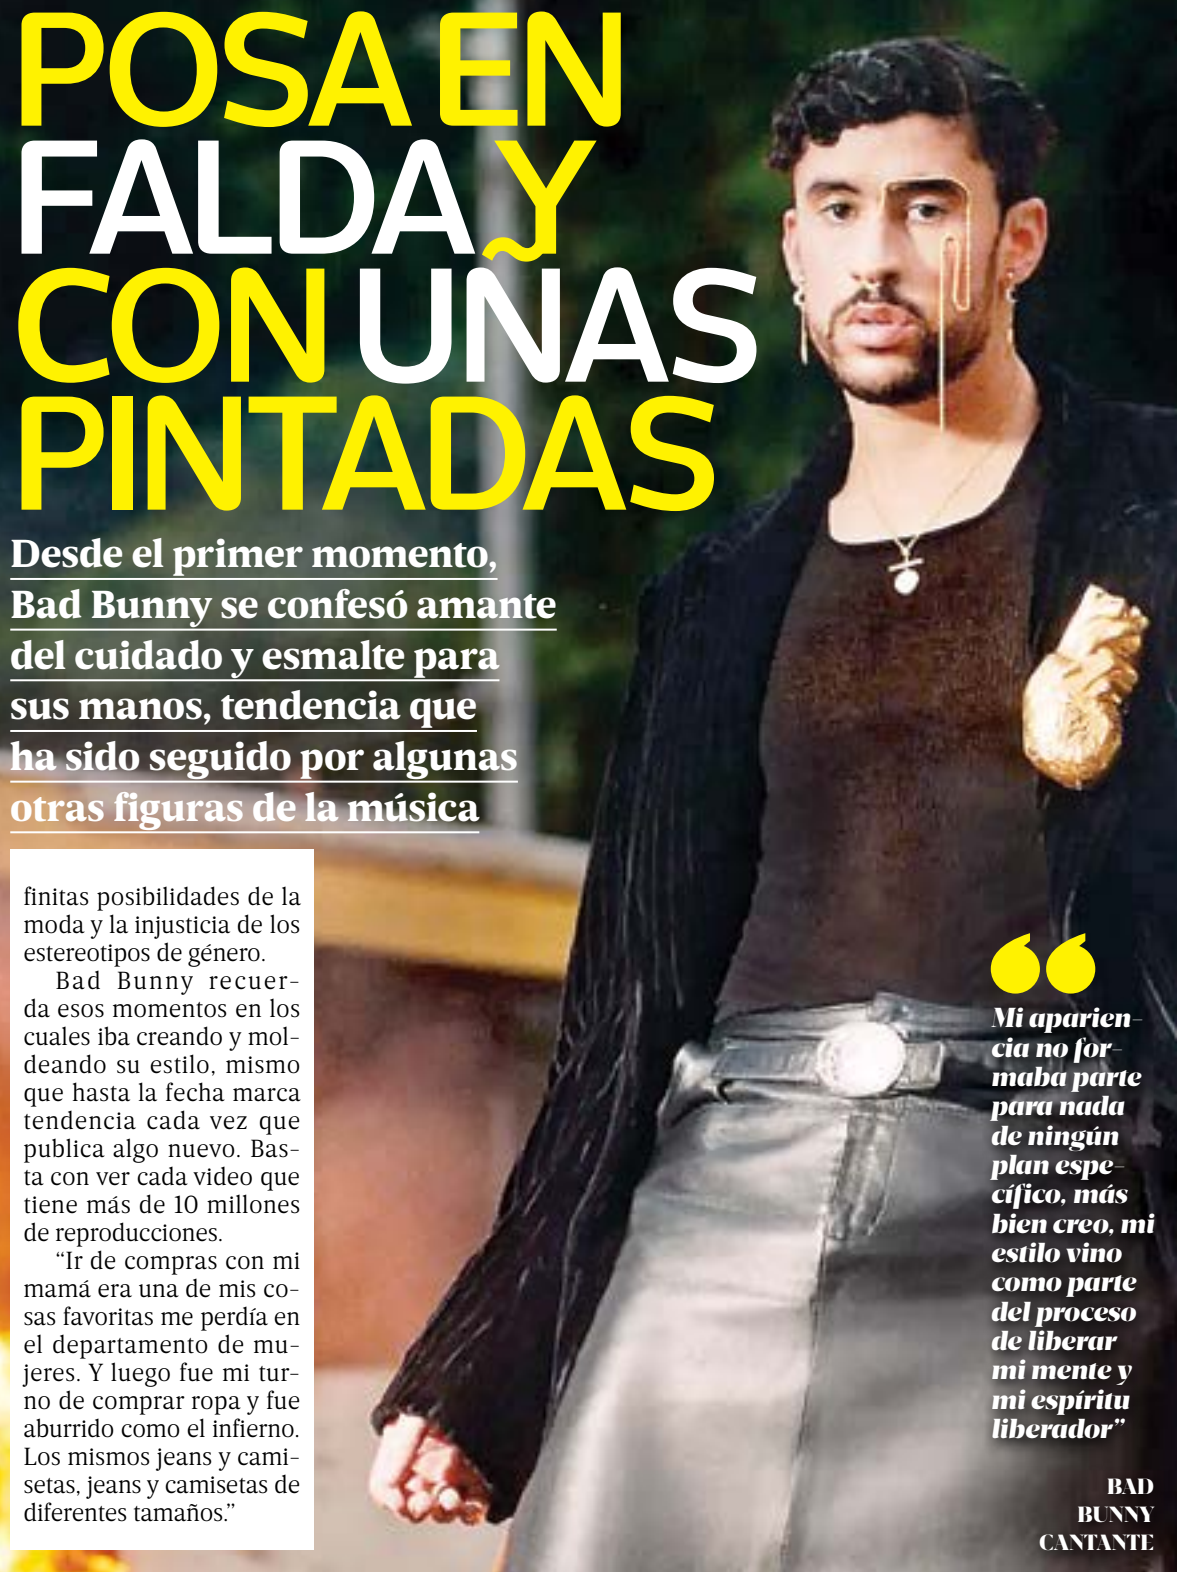 POSA EN
FALDA Y
CON UÑAS
PINTADAS
Desde el primer momento,
Bad Bunny se confesó amante
del cuidado y esmalte para
sus manos, tendencia que
ha sido seguido por algunas
otras figuras de la música
finitas posibilidades de la
moda y la injusticia de los
estereotipos de género.
Bad Bunny recuer-
da esos momentos en los
cuales iba creando y mol-
deando su estilo, mismo
que hasta la fecha marca
tendencia cada vez que
publica algo nuevo. Bas-
ta con ver cada video que
tiene más de 10 millones
de reproducciones.
“Ir de compras con mi
mamá era una de mis co-
sas favoritas me perdía en
el departamento de mu-
jeres. Y luego fue mi tur-
no de comprar ropa y fue
aburrido como el infierno.
Los mismos jeans y cami-
setas, jeans y camisetas de
diferentes tamaños.”
“
Mi aparien-
cia no for-
maba parte
para nada
de ningún
plan espe-
cífico, más
bien creo, mi
estilo vino
como parte
del proceso
de liberar
mi mente y
mi espíritu
liberador”
BAD
BUNNY
CANTANTE